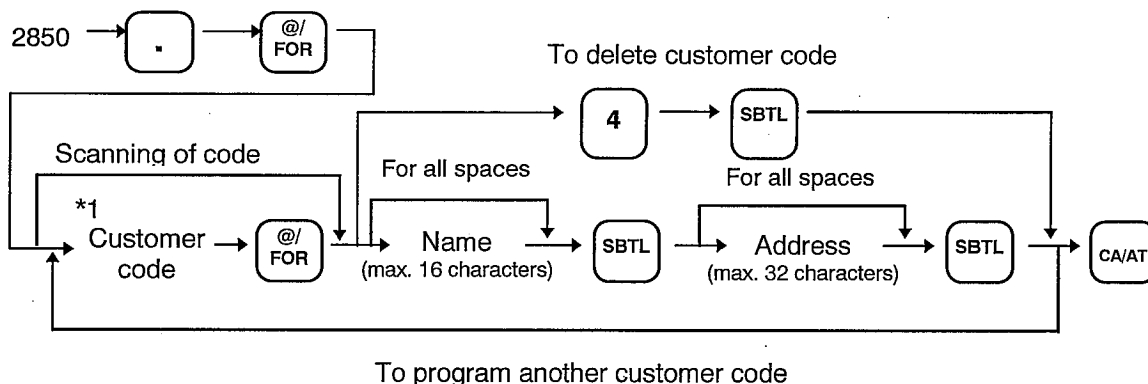 2850
.
@/
FOR
To delete customer code
4
SBTL
Scanning of code
For all spaces
For all spaces
*1
Customer
code
@/
FOR
Name
(max. 16 characters)
SBTL
Address
(max. 32 characters)
SBTL
CA/AT
To program another customer code